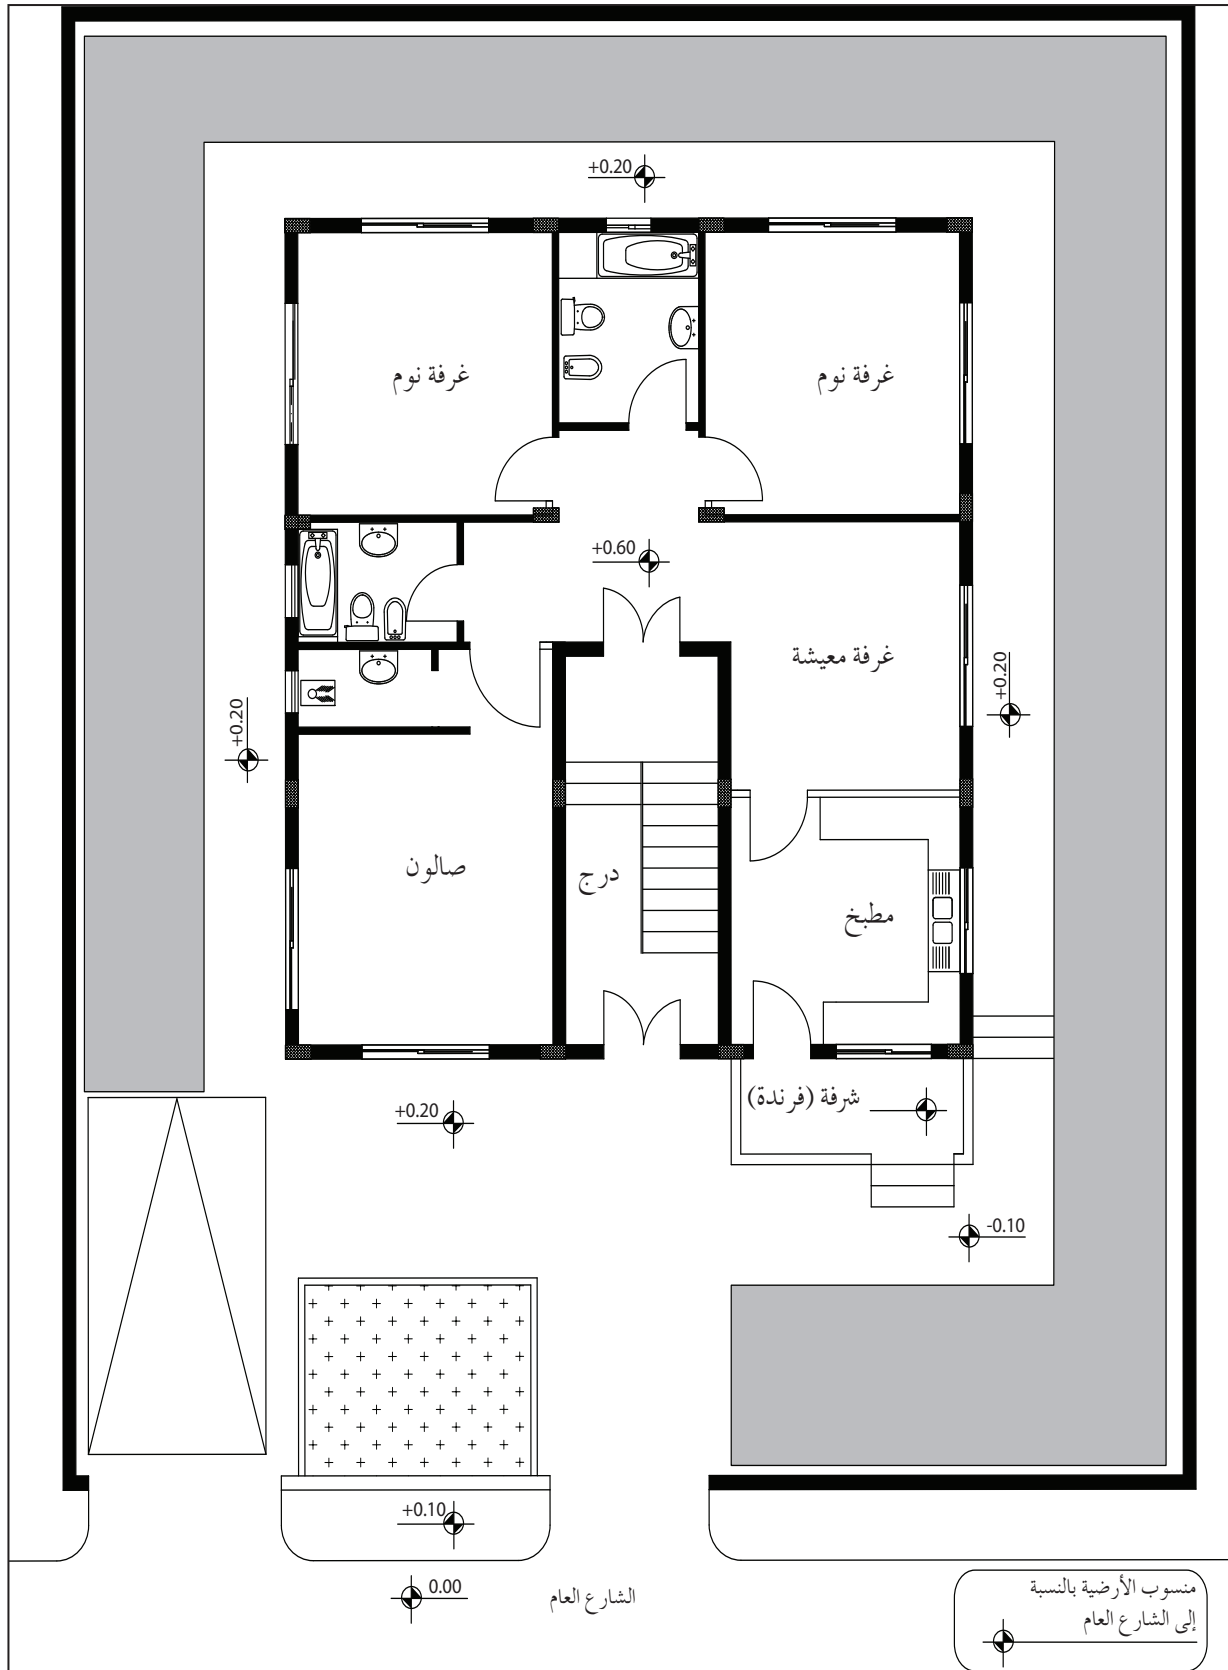 +0.20
غرفة نوم
غرفة نوم
+0.60
غرفة معيشة
+0.20
+0.20
صالون
درج
مطبخ
شرفة (فرندة)
+0.20
-0.10
+0.10
0.00
الشارع العام
منسوب الأرضية بالنسبة
إلى الشارع العام